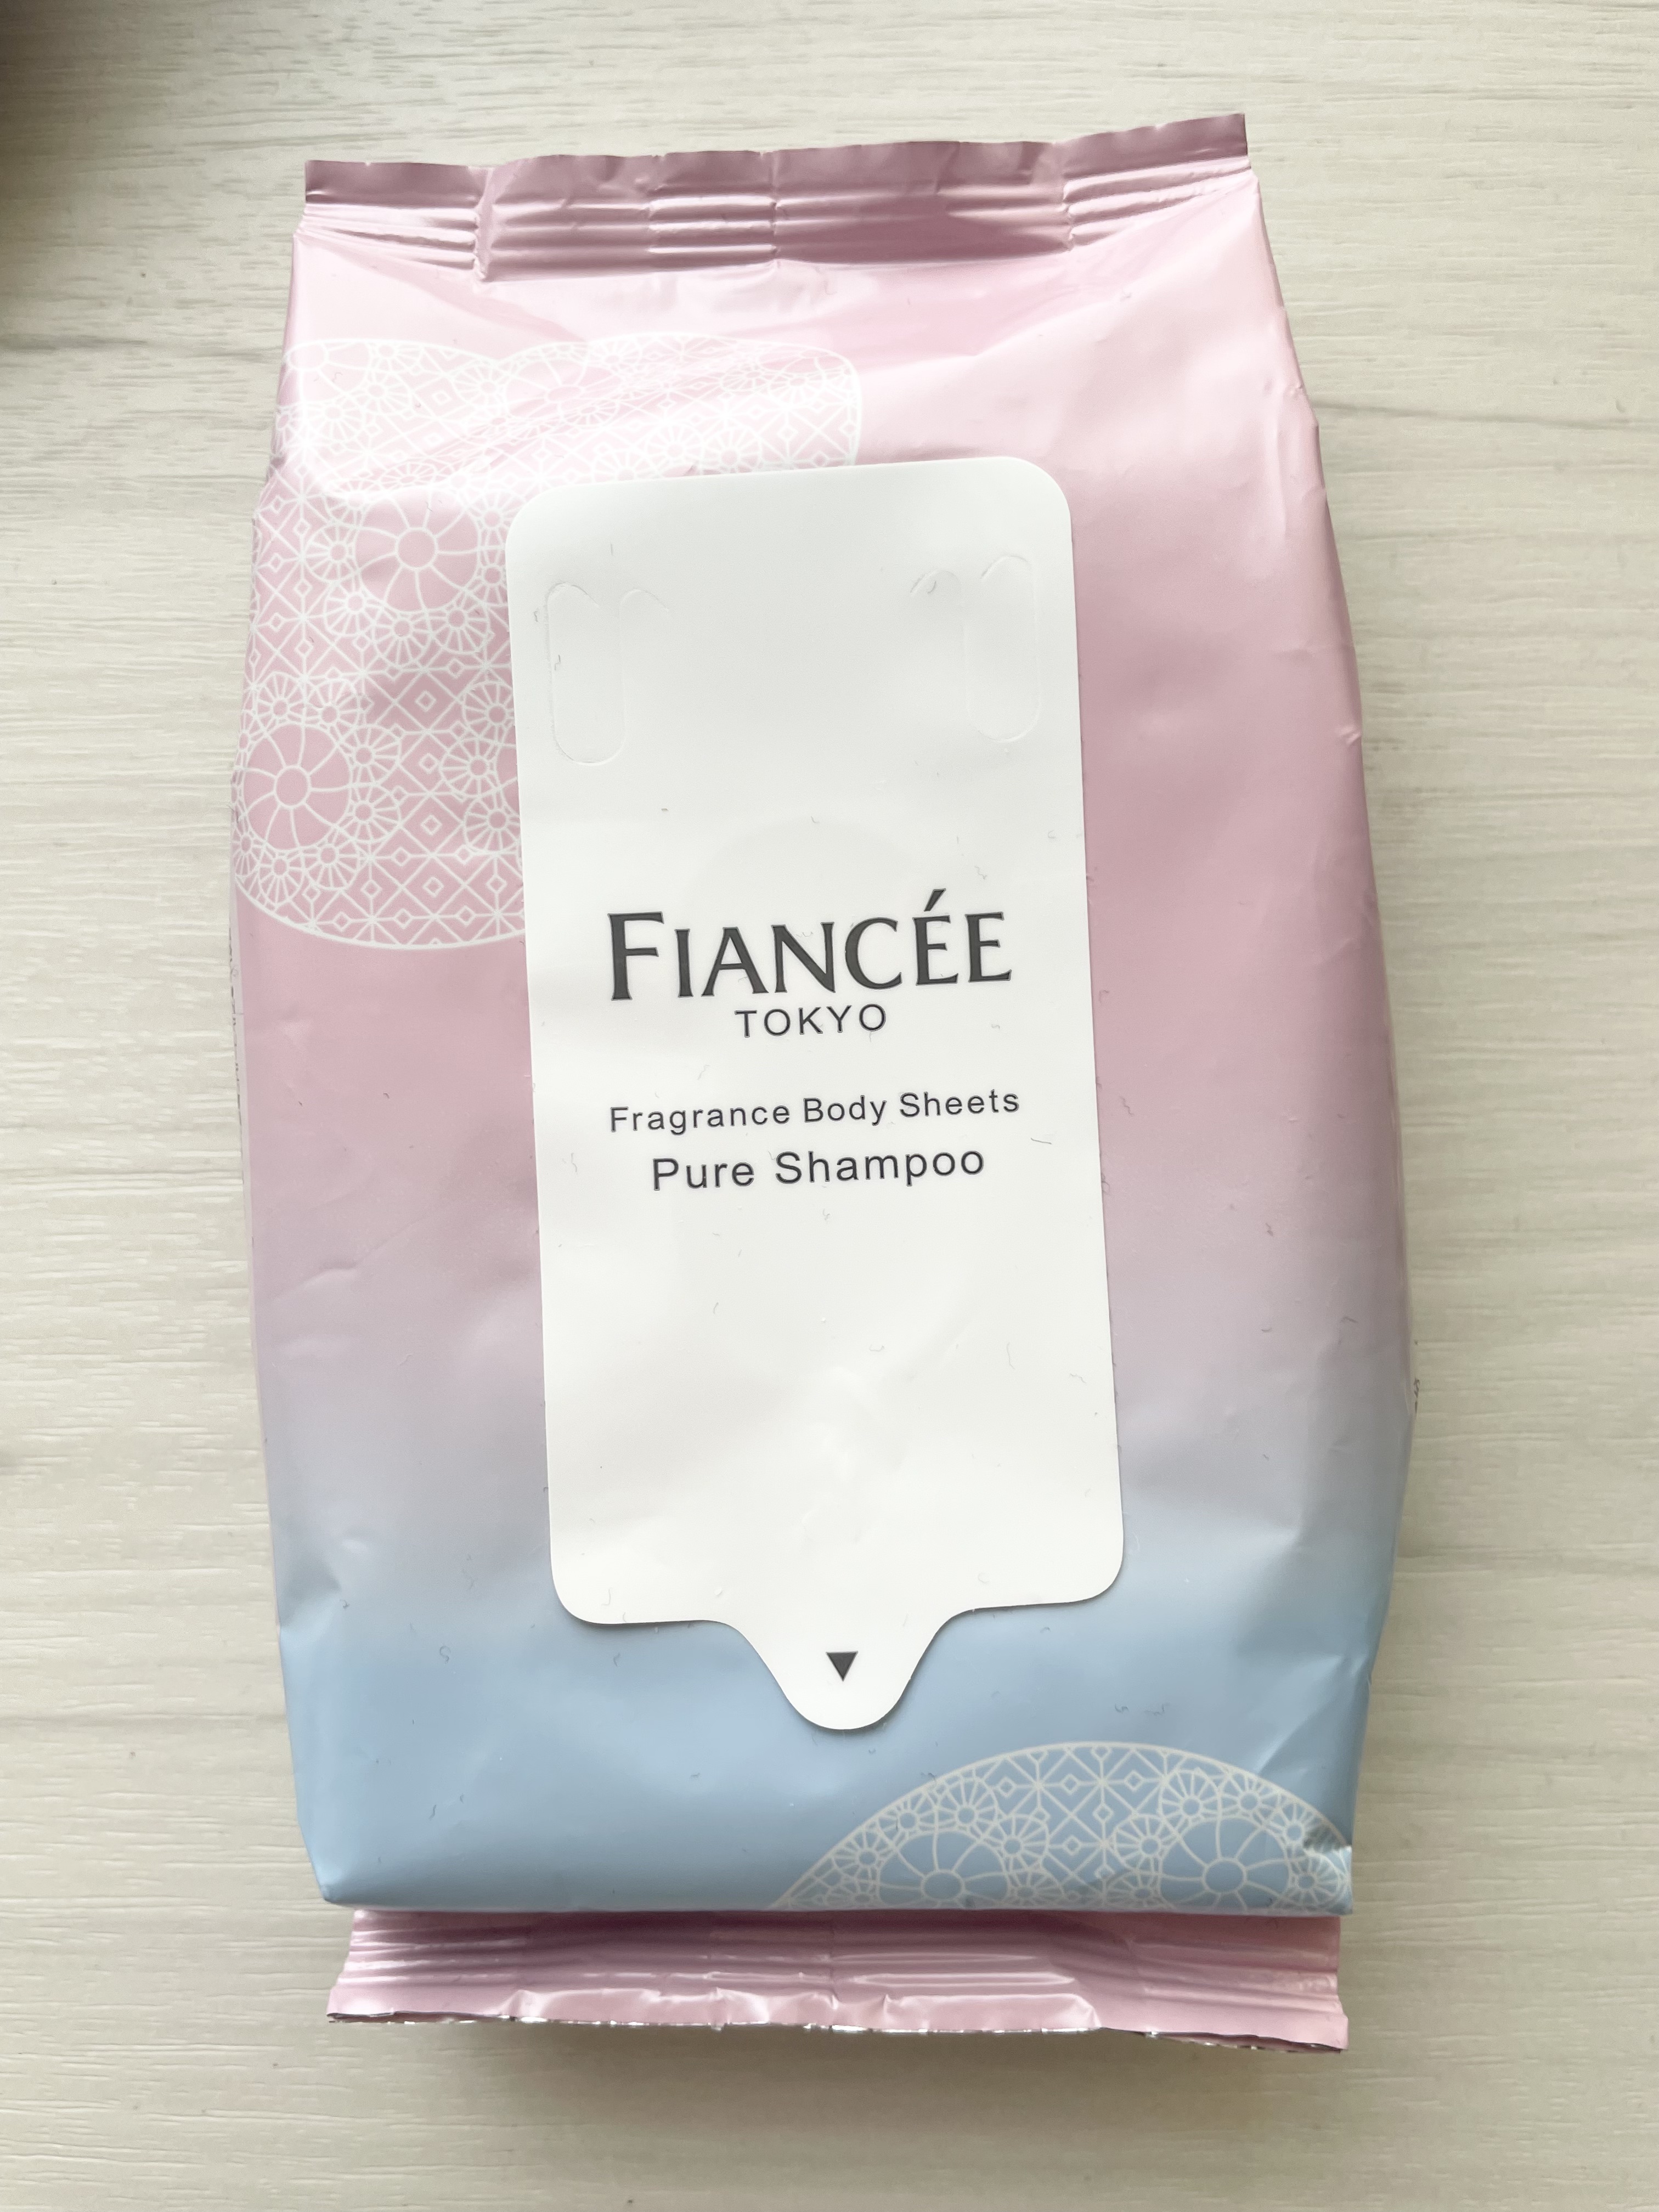 FIANCÉE
TOKYO
Fragrance Body Sheets
Pure Shampoo